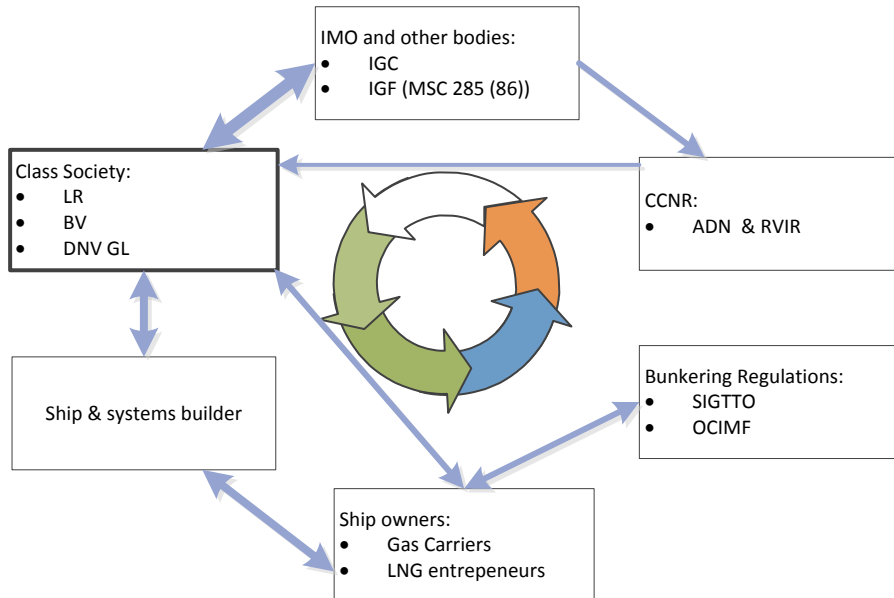 IMO and other bodies:
• IGC
• IGF (MSC 285 (86))
Class Society:
• LR
• BV
• DNV GL
CCNR:
• ADN & RVIR
Ship & systems builder
Bunkering Regulations:
• SIGTTO
• OCIMF
Ship owners:
• Gas Carriers
• LNG entrepeneurs